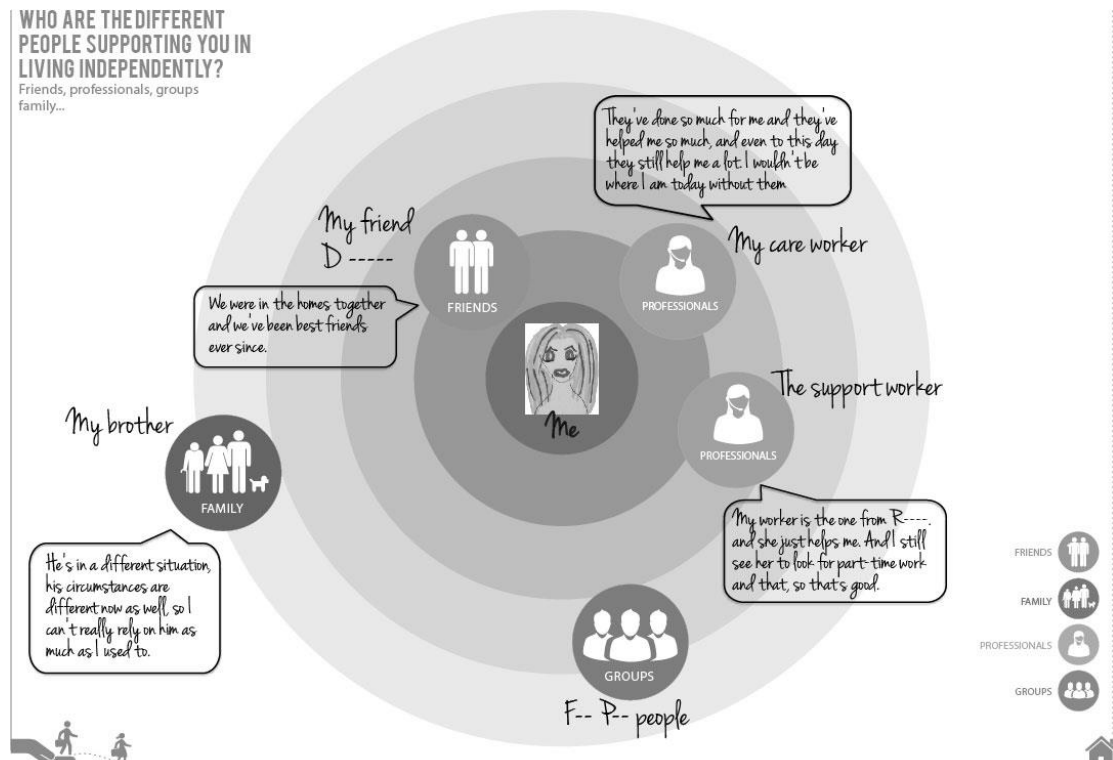 WHO ARE THE DIFFERENT
PEOPLE SUPPORTING YOU IN
LIVING INDEPENDENTLY?
Friends, professionals, groups
family...
They've done so much for me and they've
helped me so much, and even to this day
they still help me a lot. I wouldn't be
where I am today without them
My friend
D -----
FRIENDS
My care worker
PROFESSIONALS
We were in the homes together
and we've been best friends
ever since.
Me
The support worker
PROFESSIONALS
My brother
FAMILY
My worker is the one from R----.
and she just helps me. And I still
see her to look for part-time work
and that, so that's good.
He's in a different situation,
his circumstances are
different now as well, so I
can't really rely on him as
much as I used to.
GROUPS
F-- P-- people
FRIENDS
FAMILY
PROFESSIONALS
GROUPS